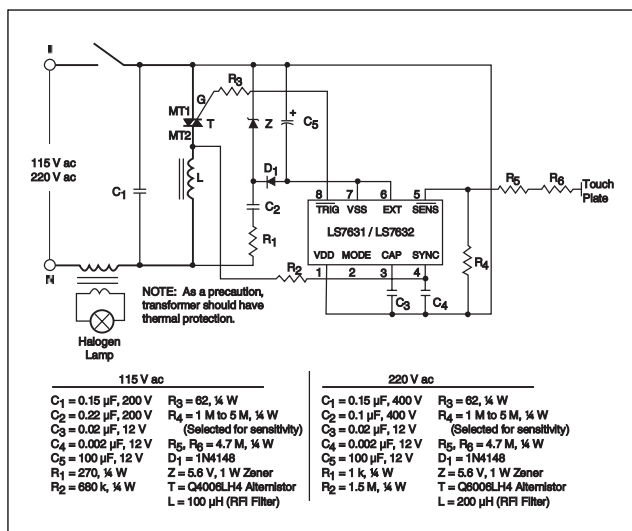 I
MT1
G
T
MT2
R3
Z
C5
+
D1
L
C2
R1
C1
115 V ac
220 V ac
N
8 7 6 5
TRIG VSS EXT SENS
LS7631 / LS7632
VDD MODE CAP SYNC
1 2 3 4
R2
C3
C4
R4
R5
R6
Touch
Plate
NOTE: As a precaution,
transformer should have
thermal protection.
Halogen
Lamp
115 V ac
C1 = 0.15 µF, 200 V
C2 = 0.22 µF, 200 V
C3 = 0.02 µF, 12 V
C4 = 0.002 µF, 12 V
C5 = 100 µF, 12 V
R1 = 270, ¼ W
R2 = 680 k, ¼ W
R3 = 62, ¼ W
R4 = 1 M to 5 M, ¼ W
(Selected for sensitivity)
R5, R6 = 4.7 M, ¼ W
D1 = 1N4148
Z = 5.6 V, 1 W Zener
T = Q4006LH4 Alternistor
L = 100 µH (RFI Filter)
220 V ac
C1 = 0.15 µF, 400 V
C2 = 0.1 µF, 400 V
C3 = 0.02 µF, 12 V
C4 = 0.002 µF, 12 V
C5 = 100 µF, 12 V
R1 = 1 k, ¼ W
R2 = 1.5 M, ¼ W
R3 = 62, ¼ W
R4 = 1 M to 5 M, ¼ W
(Selected for sensitivity)
R5, R6 = 4.7 M, ¼ W
D1 = 1N4148
Z = 5.6 V, 1 W Zener
T = Q6006LH4 Alternistor
L = 200 µH (RFI Filter)